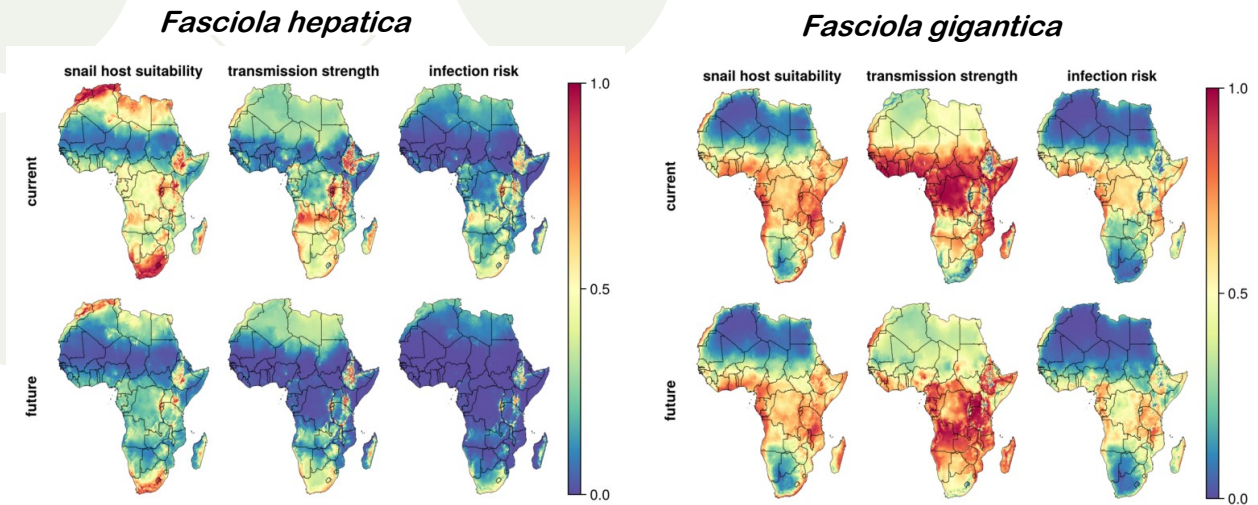 Fasciola hepatica
snail host suitability transmission strength infection risk
1.0
current
0.5
future
0.0
Fasciola gigantica
snail host suitability transmission strength infection risk
1.0
current
0.5
future
0.0